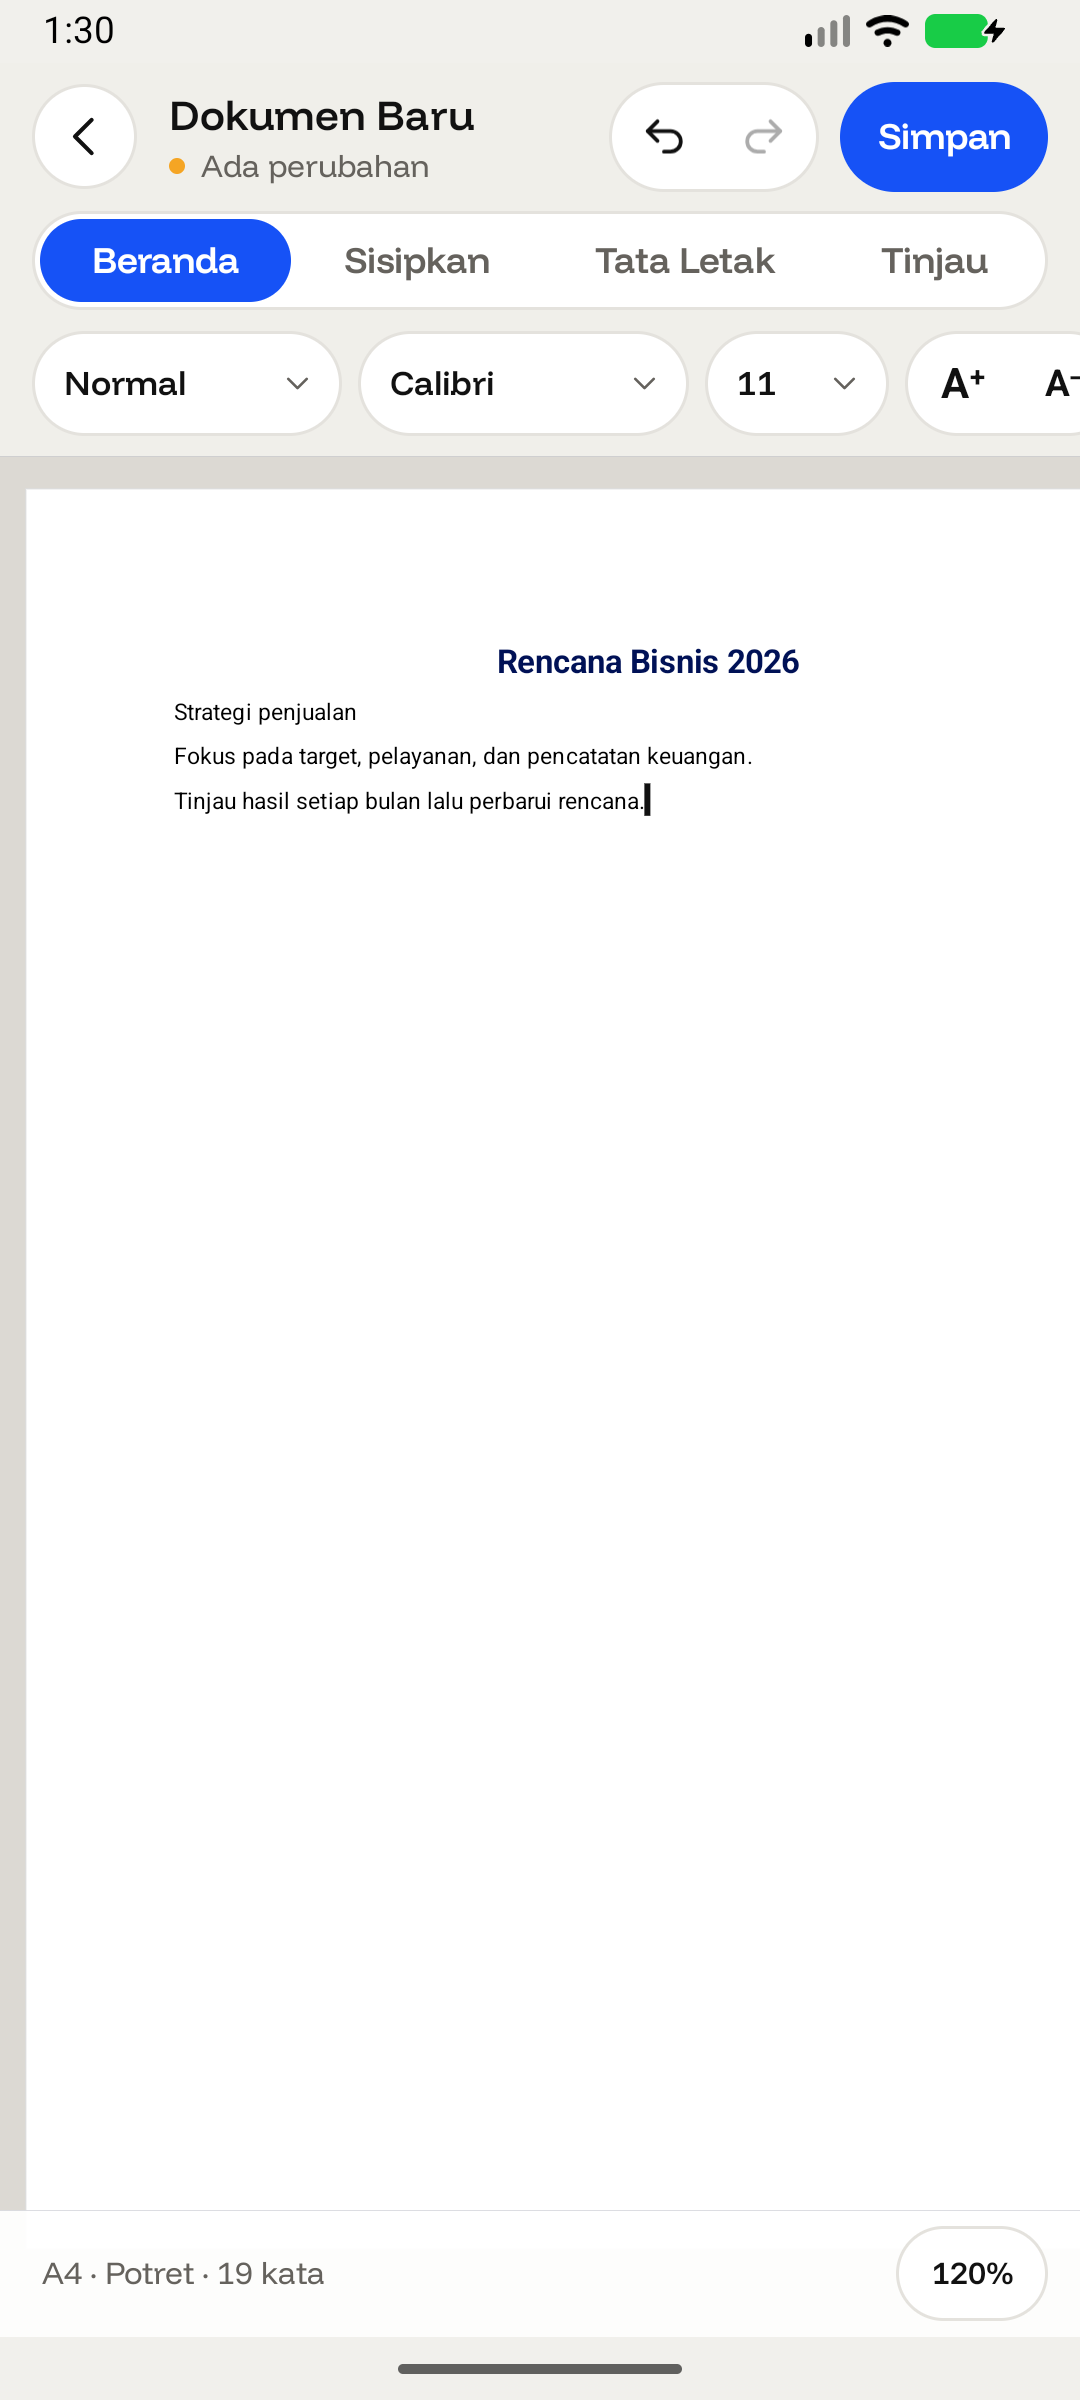 1:30
Dokumen Baru
Ada perubahan
Simpan
Beranda Sisipkan Tata Letak Tinjau
Normal Calibri 11 A+ A-
Rencana Bisnis 2026
Strategi penjualan
Fokus pada target, pelayanan, dan pencatatan keuangan.
Tinjau hasil setiap bulan lalu perbarui rencana.
A4 · Potret · 19 kata
120%